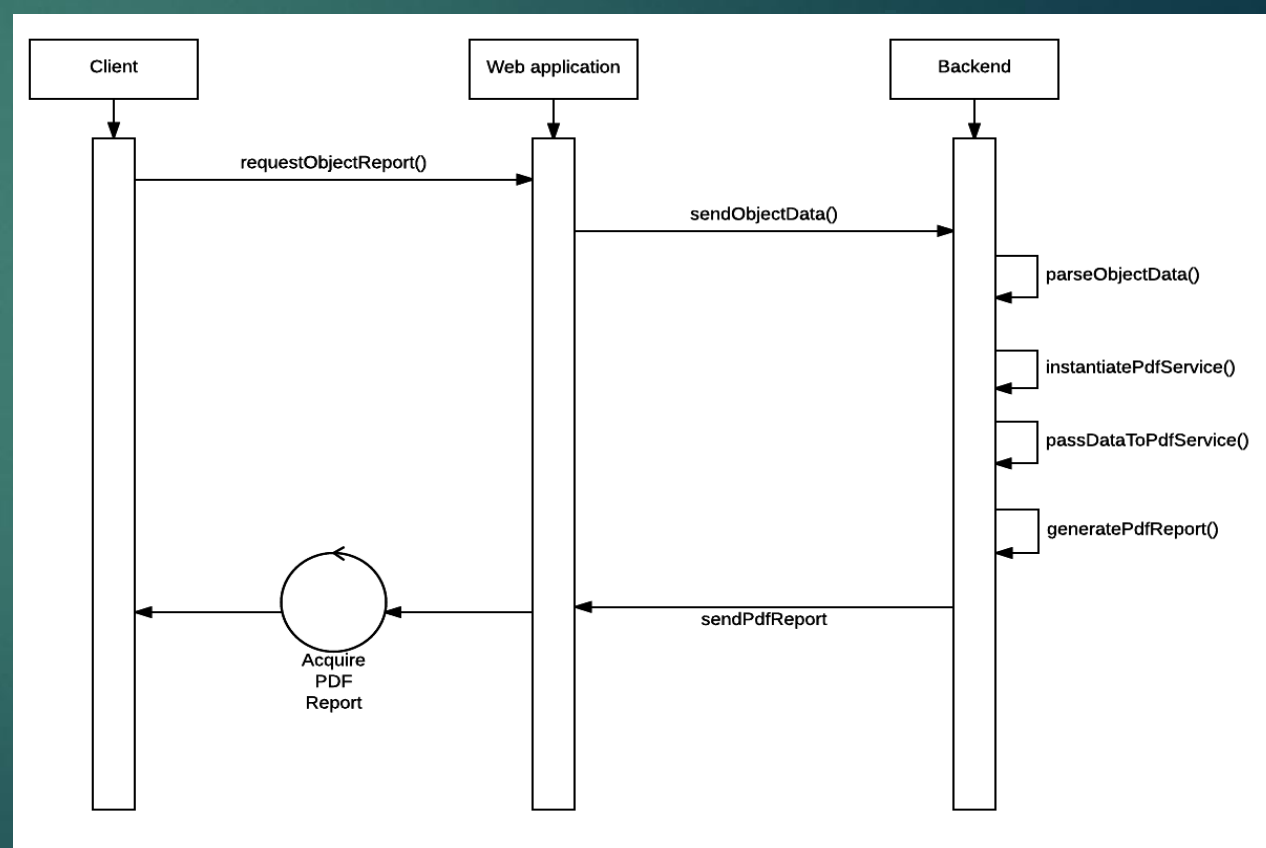 Client
Web application
Backend
requestObjectReport()
sendObjectData()
parseObjectData()
instantiatePdfService()
passDataToPdfService()
generatePdfReport()
sendPdfReport
Acquire
PDF
Report